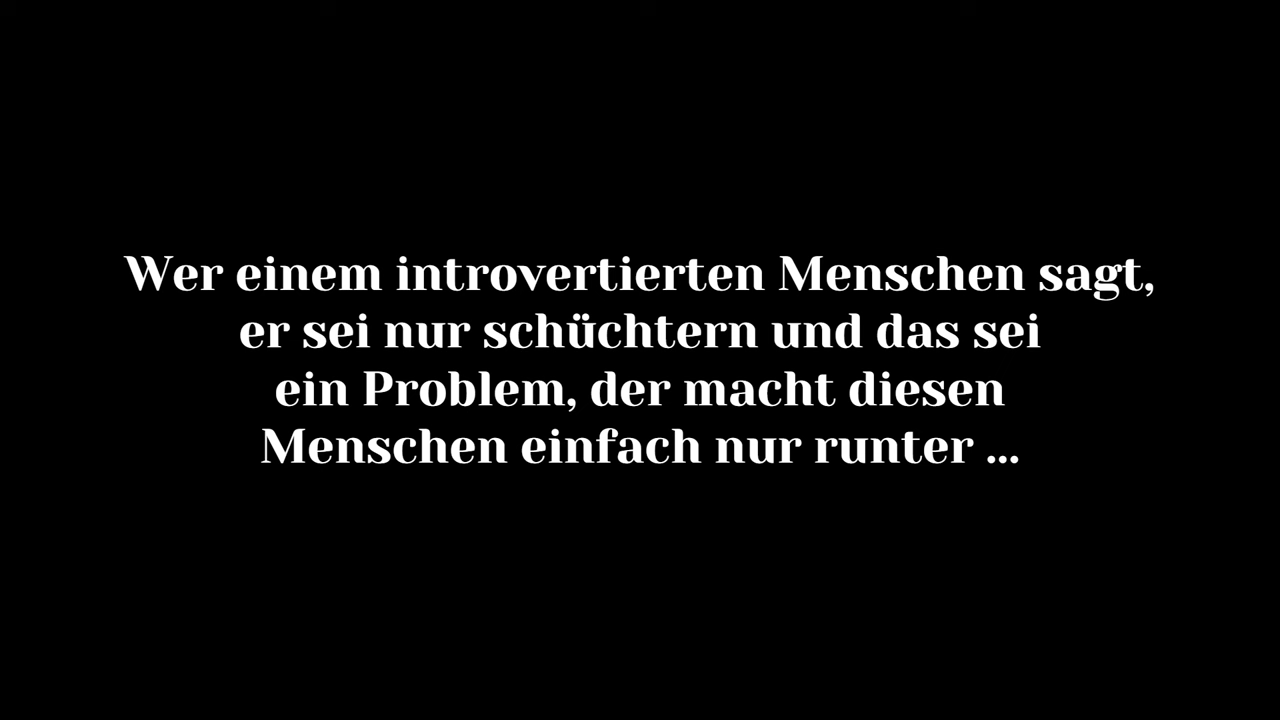 Wer einem introvertierten Menschen sagt,
er sei nur schüchtern und das sei
ein Problem, der macht diesen
Menschen einfach nur runter ...